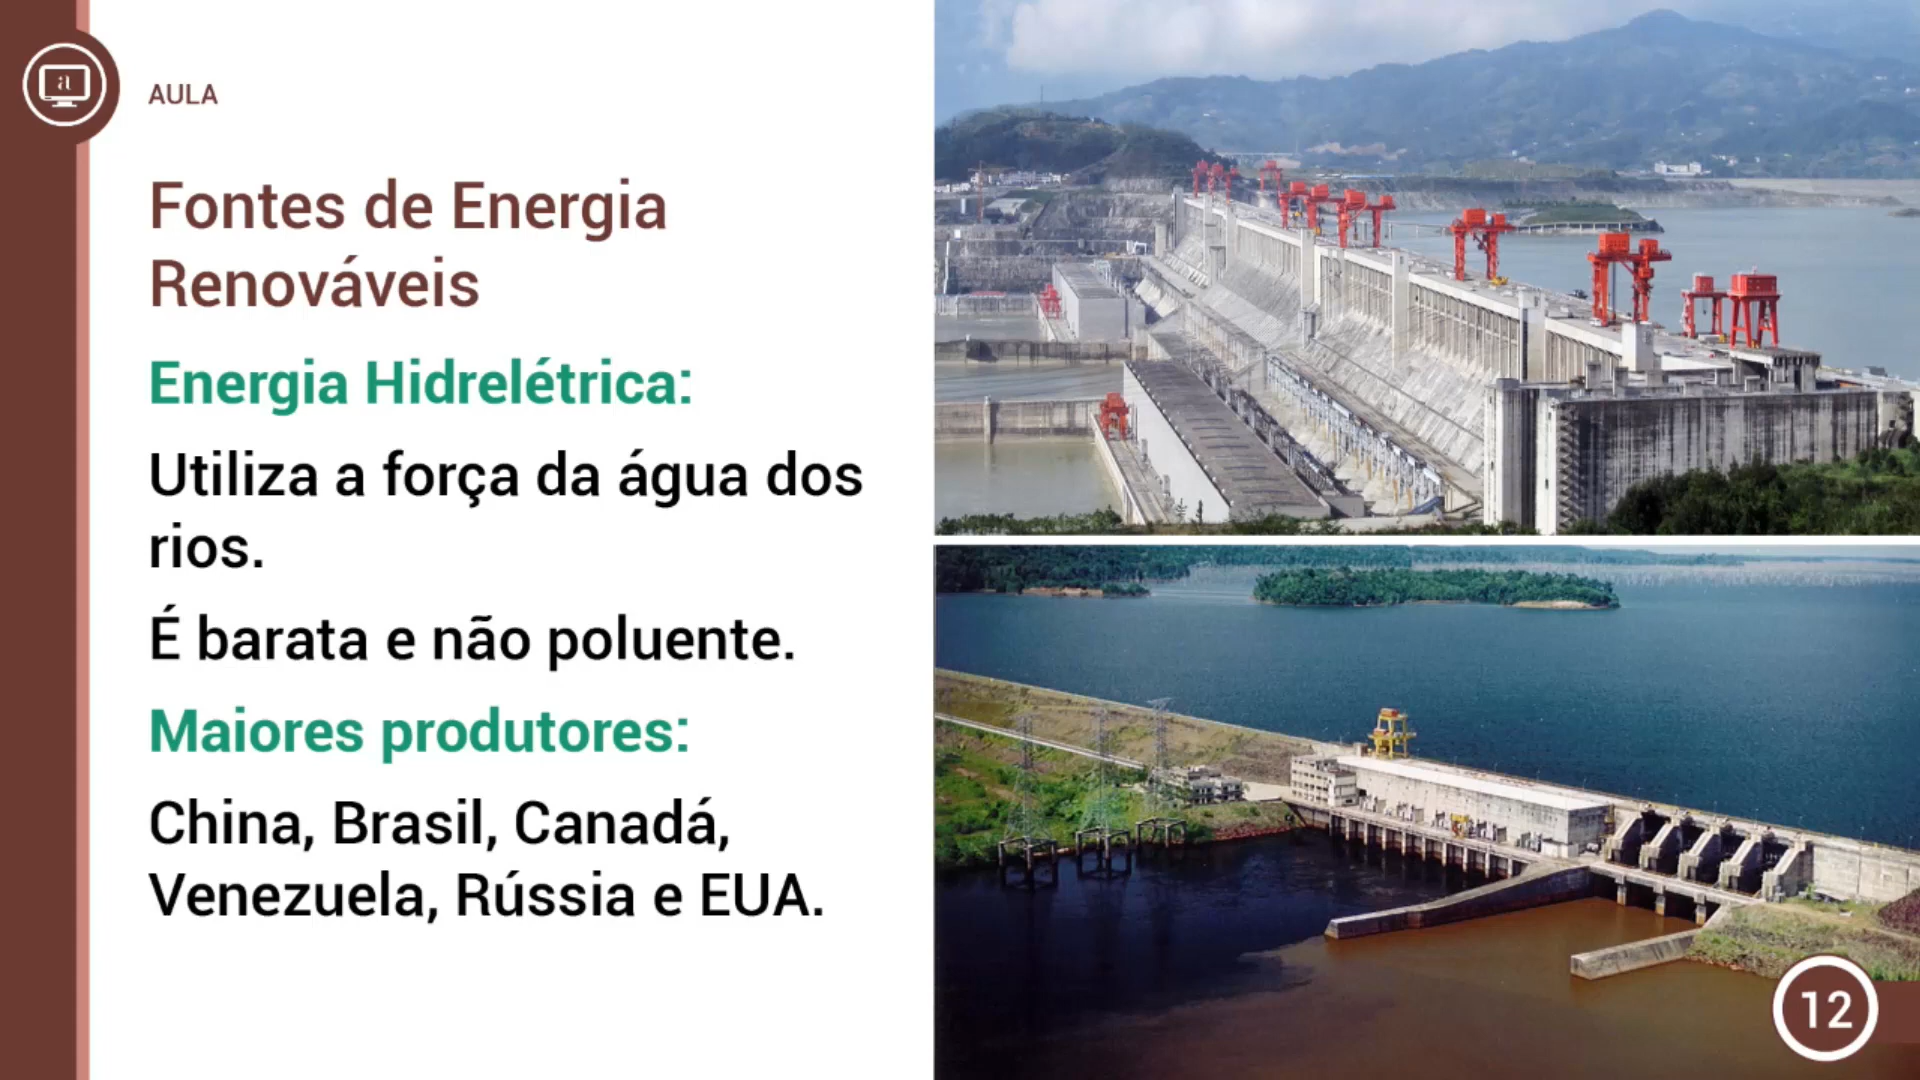 a
AULA
Fontes de Energia
Renováveis
Energia Hidrelétrica:
Utiliza a força da água dos
rios.
É barata e não poluente.
Maiores produtores:
China, Brasil, Canadá,
Venezuela, Rússia e EUA.
12